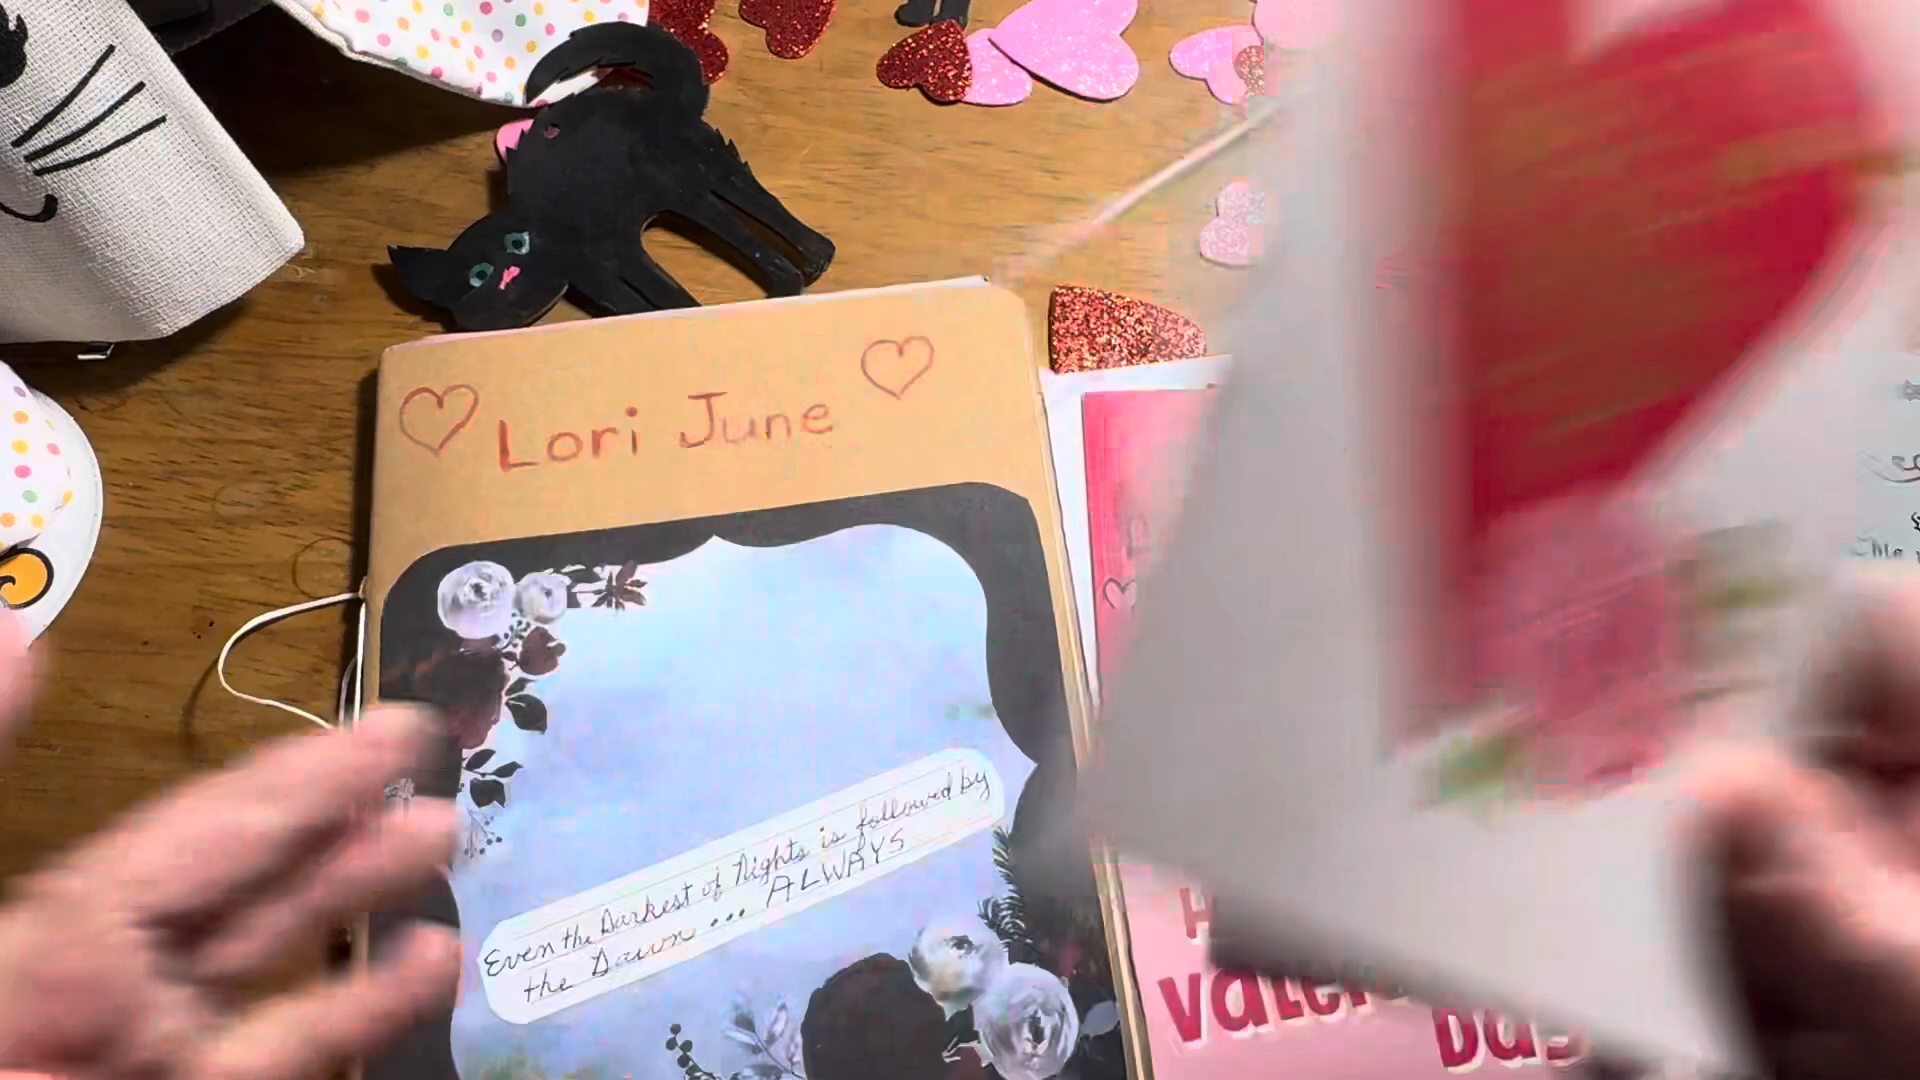 Lori June
Even the Darkest of Nights is followed by
the Dawn... ALWAYS